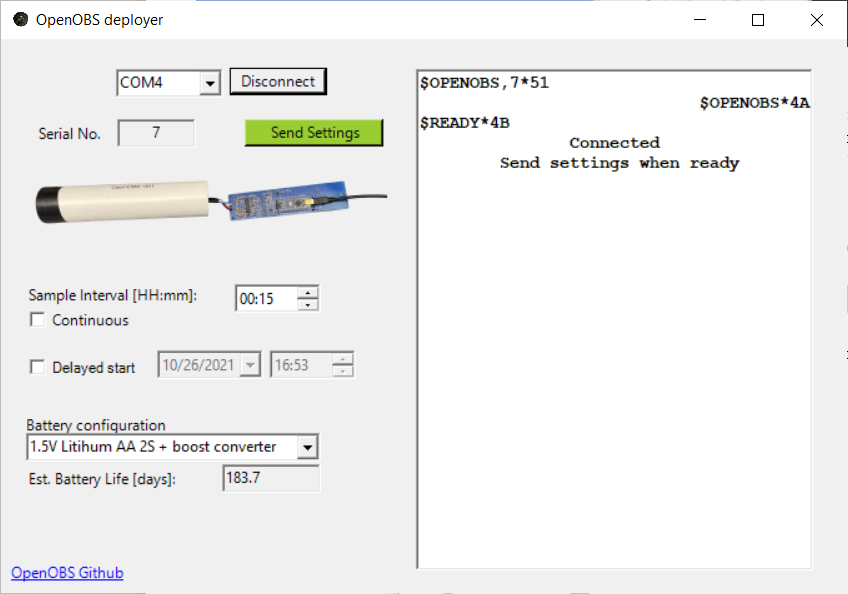 OpenOBS deployer
COM4
Disconnect
Serial No.
7
Send Settings
Sample Interval [HH:mm]:
00:15
Continuous
Delayed start
10/26/2021
16:53
Battery configuration
1.5V Litihum AA 2S + boost converter
Est. Battery Life [days]:
183.7
OpenOBS Github
$OPENOBS,7*51
$OPENOBS*4A
$READY*4B
Connected
Send settings when ready